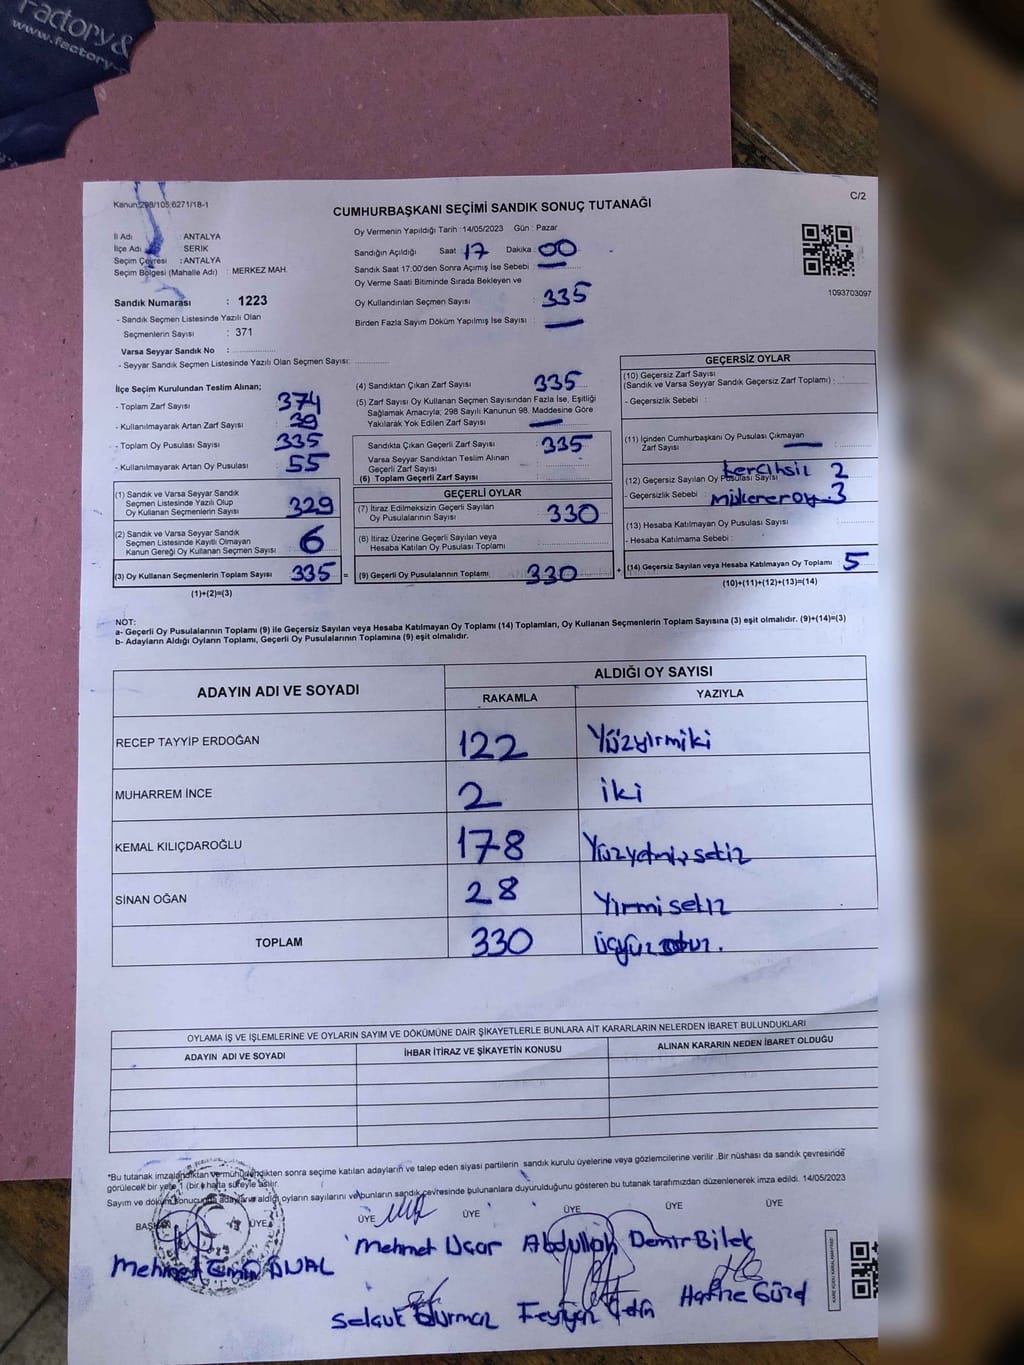 Factory &
www.factory-
Kanun:298/105;6271/18-1
C/2
CUMHURBAŞKANI SEÇİMİ SANDIK SONUÇ TUTANAĞI
İl Adı : ANTALYA
İlçe Adı : SERİK
Seçim Çevresi : ANTALYA
Seçim Bölgesi (Mahalle Adı) : MERKEZ MAH.
Oy Vermenin Yapıldığı Tarih : 14/05/2023 Gün : Pazar
Sandığın Açıldığı Saat : 17 Dakika : 00
Sandık Saat 17.00'den Sonra Açımış İse Sebebi : —
Oy Verme Saati Bitiminde Sırada Bekleyen ve
Oy Kullandırılan Seçmen Sayısı : 335
Birden Fazla Sayım Döküm Yapılmış İse Sayısı : —
1093703097
Sandık Numarası : 1223
- Sandık Seçmen Listesinde Yazılı Olan
Seçmenlerin Sayısı : 371
Varsa Seyyar Sandık No :
- Seyyar Sandık Seçmen Listesinde Yazılı Olan Seçmen Sayısı:
İlçe Seçim Kurulundan Teslim Alınan;
- Toplam Zarf Sayısı 374
- Kullanılmayarak Artan Zarf Sayısı 39
- Toplam Oy Pusulası Sayısı 335
- Kullanılmayarak Artan Oy Pusulası 55
(1) Sandık ve Varsa Seyyar Sandık
Seçmen Listesinde Yazılı Olup
Oy Kullanan Seçmenlerin Sayısı 329
(2) Sandık ve Varsa Seyyar Sandık
Seçmen Listesinde Kayıtlı Olmayan
Kanun Gereği Oy Kullanan Seçmen Sayısı 6
(3) Oy Kullanan Seçmenlerin Toplam Sayısı 335 =
(1)+(2)=(3)
(4) Sandıktan Çıkan Zarf Sayısı 335
(5) Zarf Sayısı Oy Kullanan Seçmen Sayısından Fazla İse, Eşitliği
Sağlamak Amacıyla; 298 Sayılı Kanunun 98. Maddesine Göre
Yakılarak Yok Edilen Zarf Sayısı —
Sandıkta Çıkan Geçerli Zarf Sayısı 335
Varsa Seyyar Sandıktan Teslim Alınan
Geçerli Zarf Sayısı
(6) Toplam Geçerli Zarf Sayısı
GEÇERLİ OYLAR
(7) İtiraz Edilmeksizin Geçerli Sayılan
Oy Pusulalarının Sayısı 330
(8) İtiraz Üzerine Geçerli Sayılan veya
Hesaba Katılan Oy Pusulası Toplamı
(9) Geçerli Oy Pusulalarının Toplamı 330 +
GEÇERSİZ OYLAR
(10) Geçersiz Zarf Sayısı
(Sandık ve Varsa Seyyar Sandık Geçersiz Zarf Toplamı) :
- Geçersizlik Sebebi :
(11) İçinden Cumhurbaşkanı Oy Pusulası Çıkmayan
Zarf Sayısı —
(12) Geçersiz Sayılan Oy Pusulası Sayısı tercihsiz 2
- Geçersizlik Sebebi : mükerer oy 3
(13) Hesaba Katılmayan Oy Pusulası Sayısı
- Hesaba Katılmama Sebebi :
(14) Geçersiz Sayılan veya Hesaba Katılmayan Oy Toplamı 5
(10)+(11)+(12)+(13)=(14)
NOT:
a- Geçerli Oy Pusulalarının Toplamı (9) ile Geçersiz Sayılan veya Hesaba Katılmayan Oy Toplamı (14) Toplamları, Oy Kullanan Seçmenlerin Toplam Sayısına (3) eşit olmalıdır. (9)+(14)=(3)
b- Adayların Aldığı Oyların Toplamı, Geçerli Oy Pusulalarının Toplamına (9) eşit olmalıdır.
ADAYIN ADI VE SOYADI ALDIĞI OY SAYISI
RAKAMLA YAZIYLA
RECEP TAYYİP ERDOĞAN 122 Yüzyirmiki
MUHARREM İNCE 2 iki
KEMAL KILIÇDAROĞLU 178 Yüzyetmişsekiz
SİNAN OĞAN 28 Yirmisekiz
TOPLAM 330 üçyüzotuz.
OYLAMA İŞ VE İŞLEMLERİNE VE OYLARIN SAYIM VE DÖKÜMÜNE DAİR ŞİKAYETLERLE BUNLARA AİT KARARLARIN NELERDEN İBARET BULUNDUKLARI
ADAYIN ADI VE SOYADI İHBAR İTİRAZ VE ŞİKAYETİN KONUSU ALINAN KARARIN NEDEN İBARET OLDUĞU
*Bu tutanak imzalandıktan ve mühürlendikten sonra seçime katılan adayların ve talep eden siyasi partilerin sandık kurulu üyelerine veya gözlemcilerine verilir .Bir nüshası da sandık çevresinde
görülecek bir yere 1 (bir) hafta süreyle asılır.
Sayım ve döküm sonucunda adayların aldığı oyların sayılarını ve bunların sandık çevresinde bulunanlara duyurulduğunu gösteren bu tutanak tarafımızdan düzenlenerek imza edildi. 14/05/2023
BAŞKAN ÜYE ÜYE ÜYE ÜYE ÜYE ÜYE
Mehmet Uçar Abdullah Demir Bilek
Mehmet Emin
Selçuk Durmaz